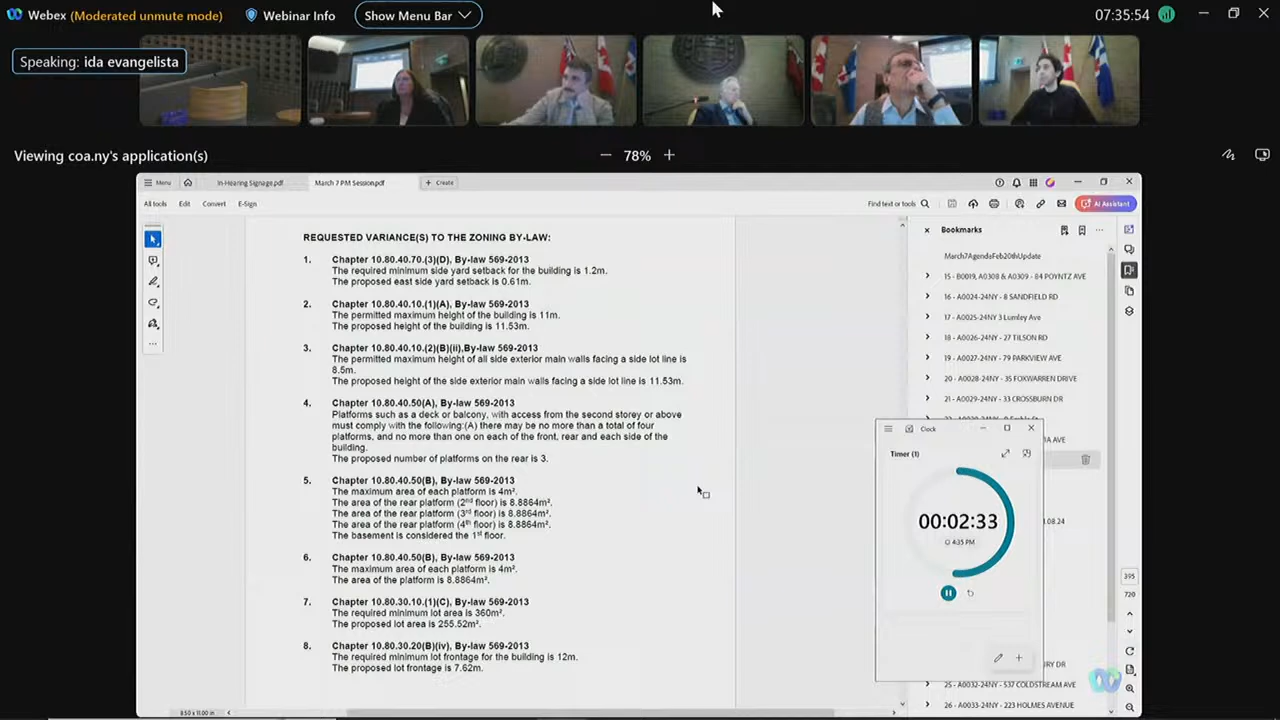 Webex (Moderated unmute mode) Webinar Info Show Menu Bar 07:35:54
Speaking: ida evangelista
Viewing coa.ny's application(s)
78%
Menu In-Hearing Signage.pdf March 7 PM Session.pdf Create
All tools Edit Convert E-Sign Find text or tools AI Assistant
REQUESTED VARIANCE(S) TO THE ZONING BY-LAW:
1. Chapter 10.80.40.70.(3)(D), By-law 569-2013
The required minimum side yard setback for the building is 1.2m.
The proposed east side yard setback is 0.61m.
2. Chapter 10.80.40.10.(1)(A), By-law 569-2013
The permitted maximum height of the building is 11m.
The proposed height of the building is 11.53m.
3. Chapter 10.80.40.10.(2)(B)(ii),By-law 569-2013
The permitted maximum height of all side exterior main walls facing a side lot line is
8.5m.
The proposed height of the side exterior main walls facing a side lot line is 11.53m.
4. Chapter 10.80.40.50(A), By-law 569-2013
Platforms such as a deck or balcony, with access from the second storey or above
must comply with the following:(A) there may be no more than a total of four
platforms, and no more than one on each of the front, rear and each side of the
building.
The proposed number of platforms on the rear is 3.
5. Chapter 10.80.40.50(B), By-law 569-2013
The maximum area of each platform is 4m².
The area of the rear platform (2nd floor) is 8.8864m².
The area of the rear platform (3rd floor) is 8.8864m².
The area of the rear platform (4th floor) is 8.8864m².
The basement is considered the 1st floor.
6. Chapter 10.80.40.50(B), By-law 569-2013
The maximum area of each platform is 4m².
The area of the platform is 8.8864m².
7. Chapter 10.80.30.10.(1)(C), By-law 569-2013
The required minimum lot area is 360m².
The proposed lot area is 255.52m².
8. Chapter 10.80.30.20(B)(iv), By-law 569-2013
The required minimum lot frontage for the building is 12m.
The proposed lot frontage is 7.62m.
8.50 x 11.00 in
Bookmarks
March7AgendaFeb20thUpdate
15 - B0019, A0308 & A0309 - 84 POYNTZ AVE
16 - A0024-24NY - 8 SANDFIELD RD
17 - A0025-24NY 3 Lumley Ave
18 - A0026-24NY - 27 TILSON RD
19 - A0027-24NY - 79 PARKVIEW AVE
20 - A0028-24NY - 35 FOXWARREN DRIVE
21 - A0029-24NY - 33 CROSSBURN DR
Clock
Timer (1)
00:02:33
4:35 PM
25 - A0032-24NY - 537 COLDSTREAM AVE
26 - A0033-24NY - 223 HOLMES AVENUE
395
720